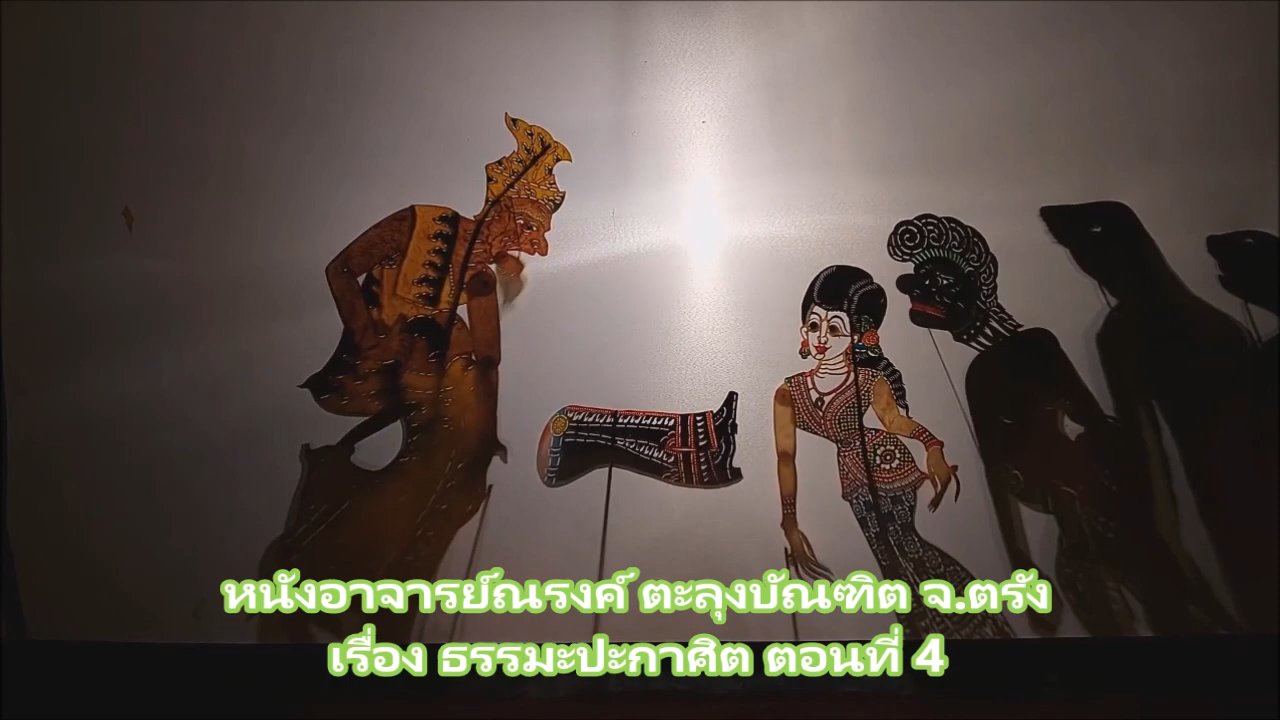 หนังอาจารย์ณรงค์ ตะลุงบัณฑิต จ.ตรัง
เรื่อง ธรรมะปะกาศิต ตอนที่ 4